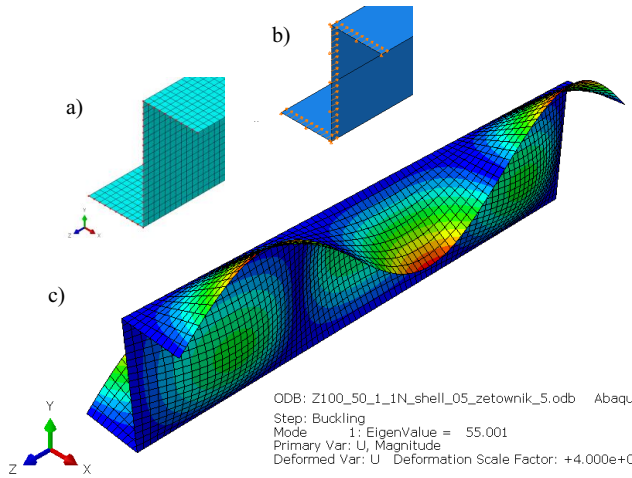 b)
a)
Y
Z
X
c)
Y
Z
X
ODB: Z100_50_1_1N_shell_05_zetownik_5.odb Abaqu
Step: Buckling
Mode 1: EigenValue = 55.001
Primary Var: U, Magnitude
Deformed Var: U Deformation Scale Factor: +4.000e+0